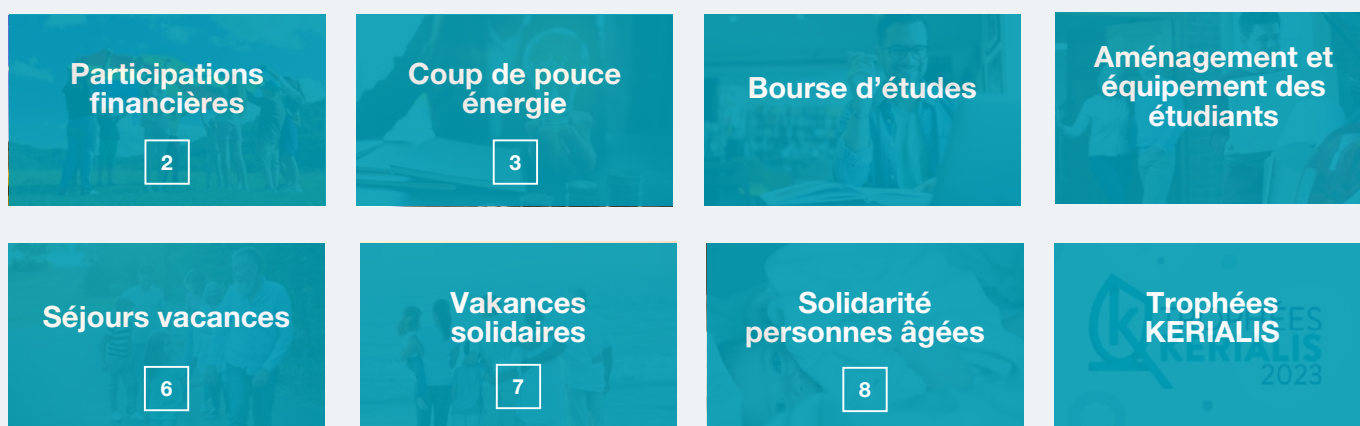 Participations
financières
2
Coup de pouce
énergie
3
Bourse d'études
Aménagement et
équipement des
étudiants
Séjours vacances
6
Vakances
solidaires
7
Solidarité
personnes âgées
8
Trophées
KERIALIS
KERIALIS
2023